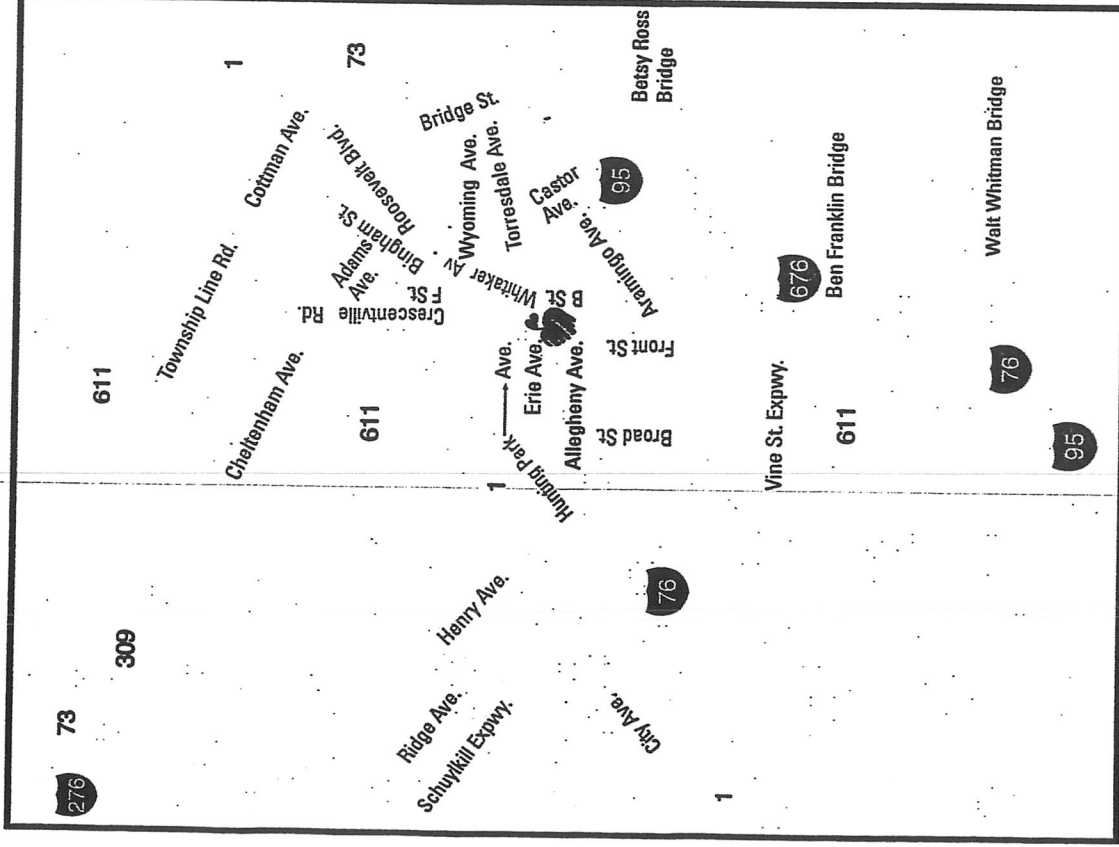 276
73
309
611
Township Line Rd.
Cottman Ave.
1
73
Cheltenham Ave.
611
Crescentville Rd.
F St.
Adams
Ave.
Bingham St.
Roosevelt Blvd.
Bridge St.
Ridge Ave.
Schuylkill Expwy.
Henry Ave.
1
Hunting Park
Ave.
Erie Ave.
Allegheny Ave.
Whitaker Av
B St.
Wyoming Ave.
Torresdale Ave.
Castor
Ave.
Aramingo Ave.
95
Betsy Ross
Bridge
City Ave.
76
Broad St.
Front St.
1
Vine St. Expwy.
676
611
Ben Franklin Bridge
76
Walt Whitman Bridge
95